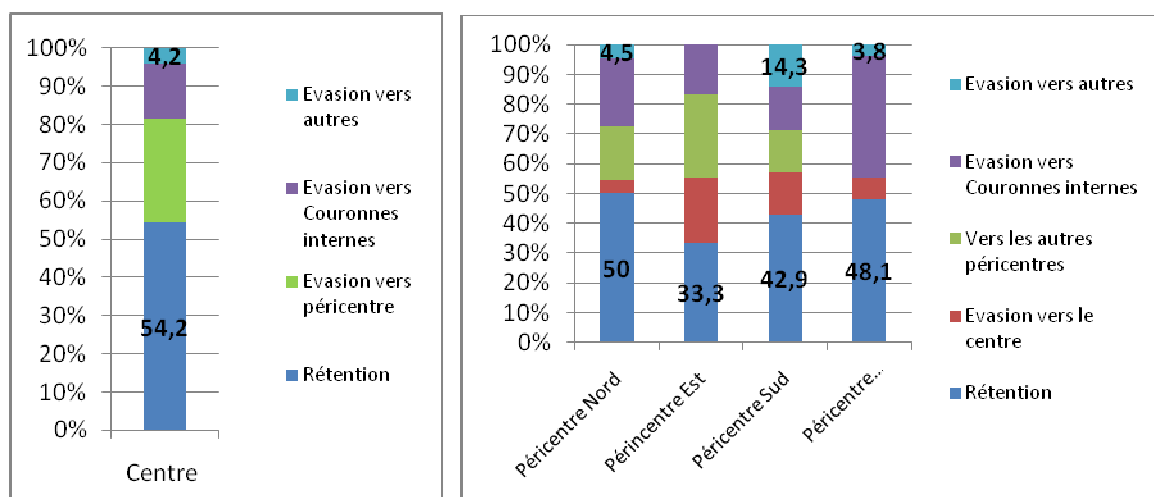 100%
90%
80%
70%
60%
50%
40%
30%
20%
10%
0%
4,2
54,2
Centre
Evasion vers
autres
Evasion vers
Couronnes
internes
Evasion vers
péricentre
Rétention
100%
90%
80%
70%
60%
50%
40%
30%
20%
10%
0%
4,5
14,3
3,8
50
33,3
42,9
48,1
Péricentre Nord
Périncentre Est
Péricentre Sud
Péricentre...
Evasion vers autres
Evasion vers
Couronnes internes
Vers les autres
péricentres
Evasion vers le
centre
Rétention